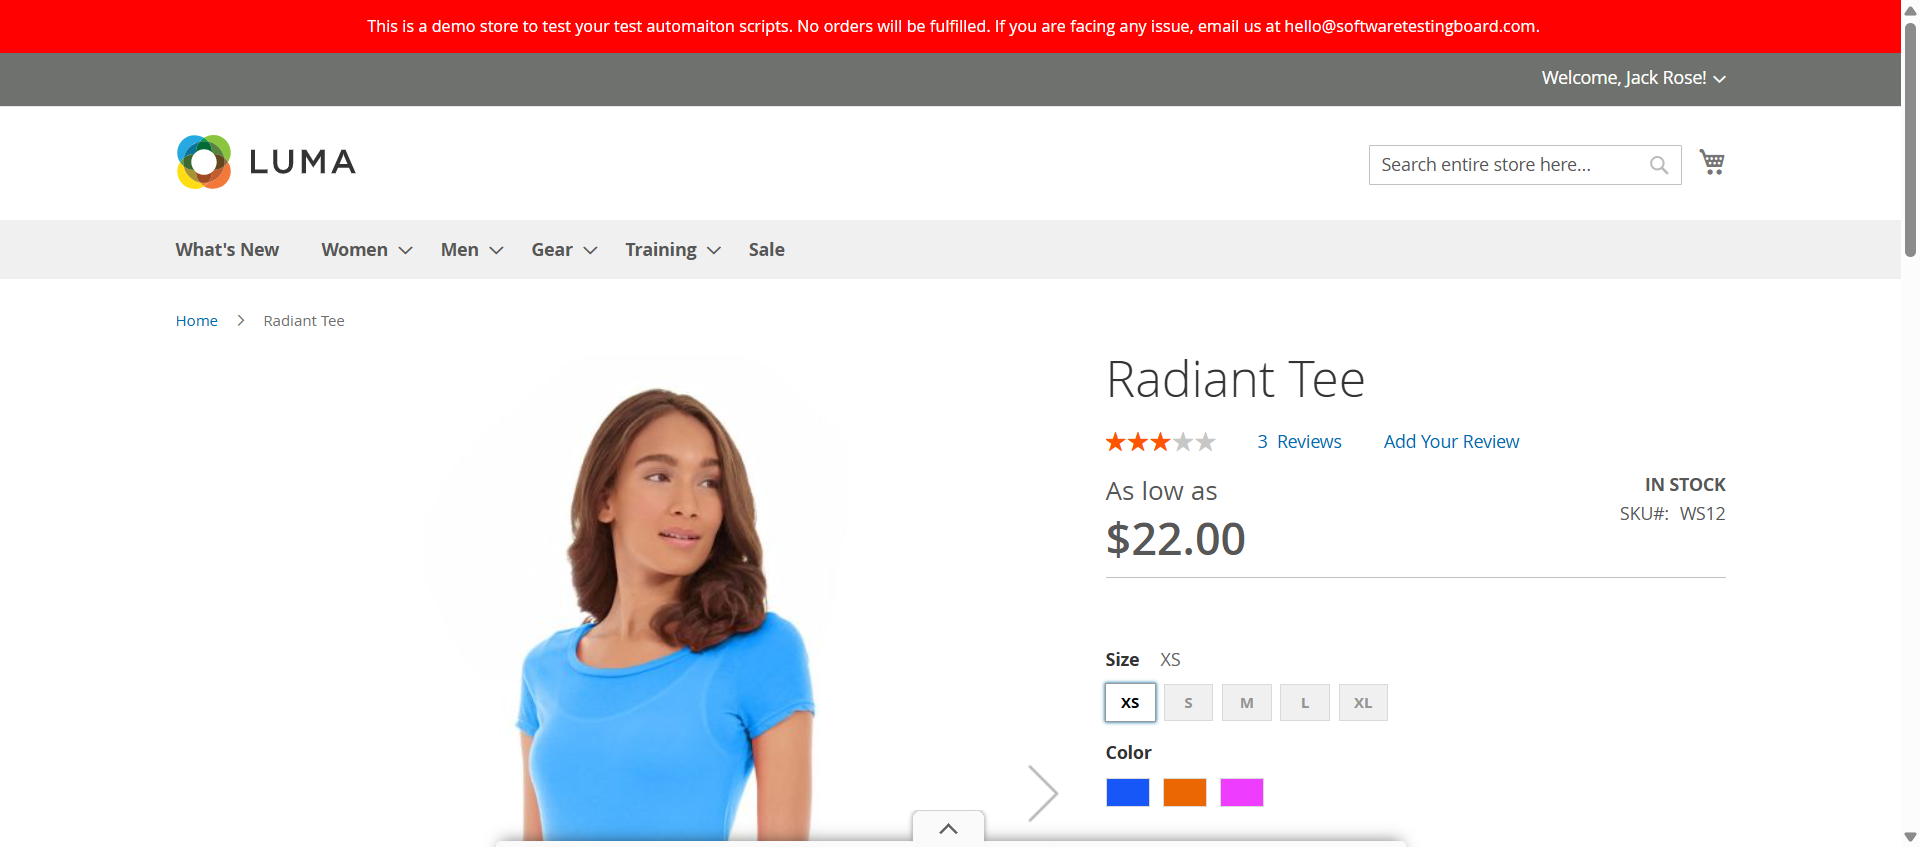 This is a demo store to test your test automaiton scripts. No orders will be fulfilled. If you are facing any issue, email us at hello@softwaretestingboard.com.
Welcome, Jack Rose!
LUMA
Search entire store here...
What's New Women Men Gear Training Sale
Home Radiant Tee
Radiant Tee
3 Reviews Add Your Review
As low as
$22.00
IN STOCK
SKU#: WS12
Size XS
XS S M L XL
Color